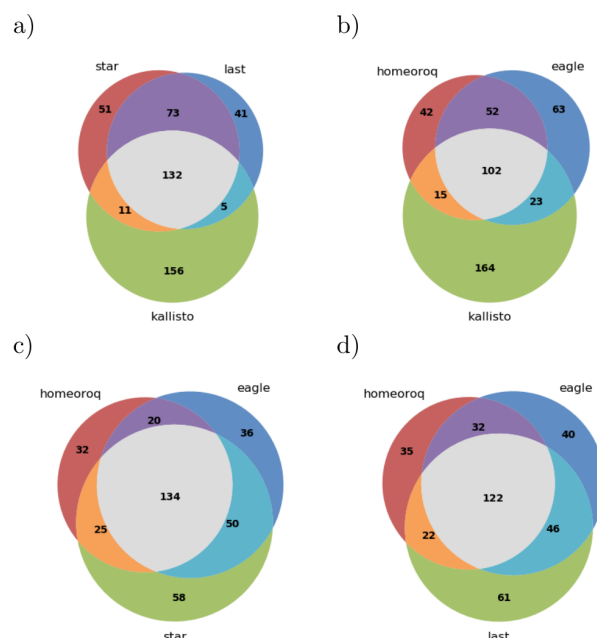 a)
star
last
51
73
41
132
11
5
156
kallisto
b)
homeoroq
eagle
42
52
63
102
15
23
164
kallisto
c)
homeoroq
eagle
32
20
36
134
25
50
58
star
d)
homeoroq
eagle
35
32
40
122
22
46
61
last